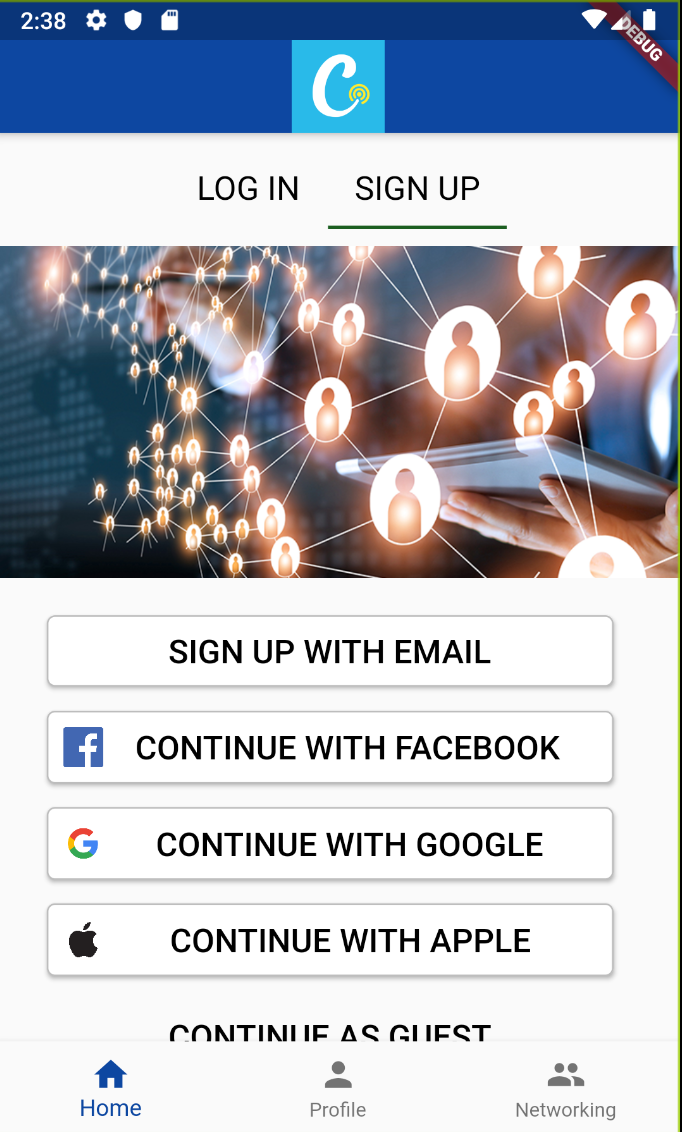 2:38
DEBUG
C
LOG IN SIGN UP
SIGN UP WITH EMAIL
CONTINUE WITH FACEBOOK
CONTINUE WITH GOOGLE
CONTINUE WITH APPLE
CONTINUE AS GUEST
Home Profile Networking